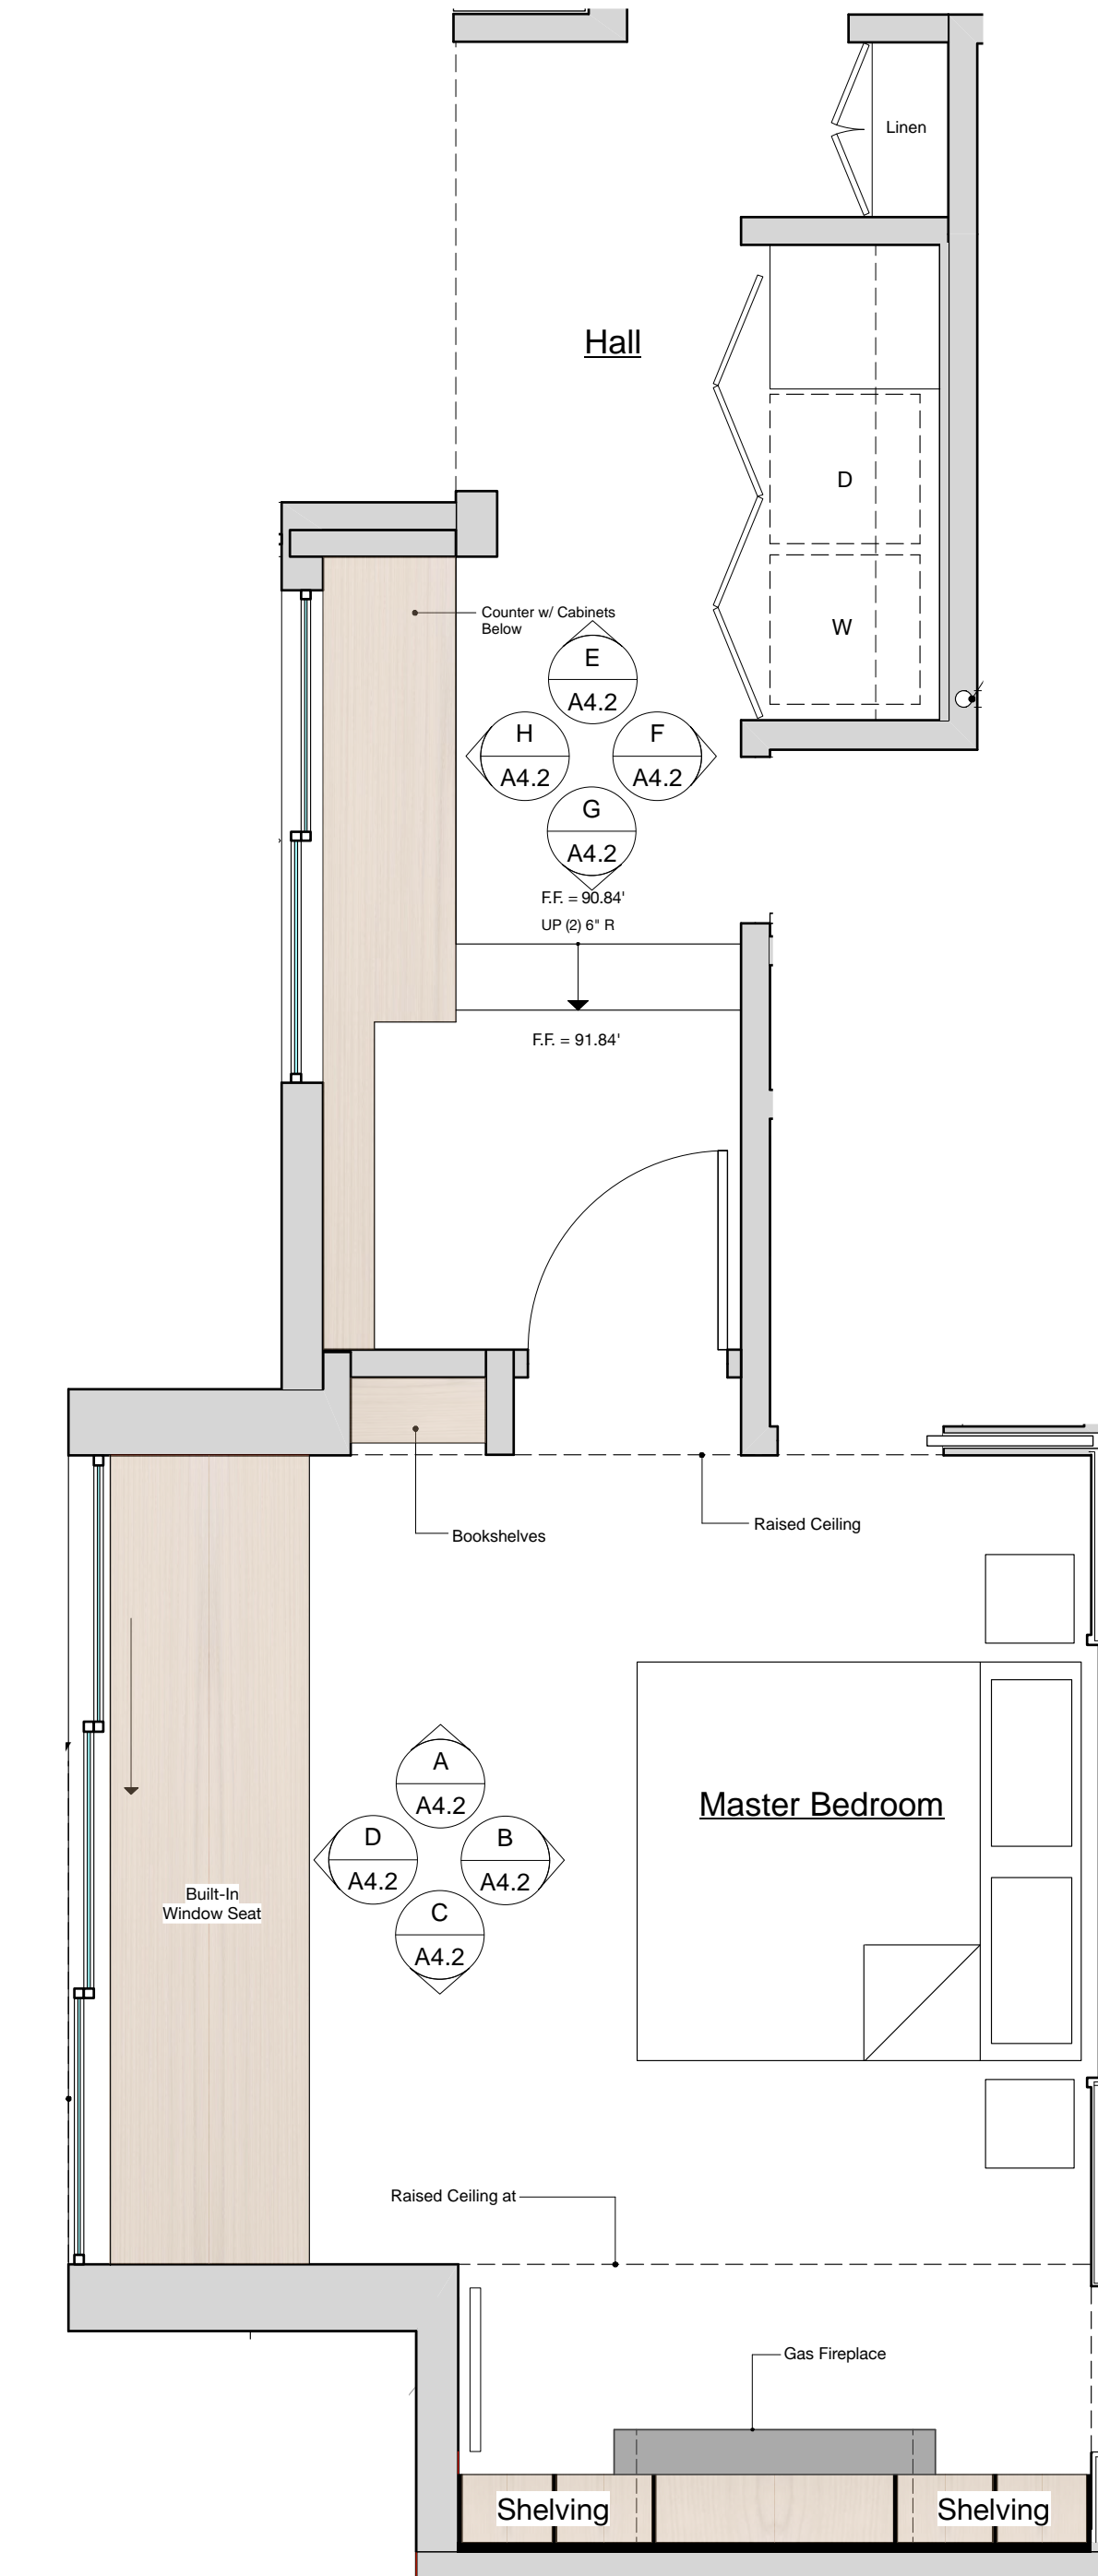 Linen
Hall
D
W
Counter w/ Cabinets
Below
E
A4.2
H
A4.2
F
A4.2
G
A4.2
F.F. = 90.84'
UP (2) 6" R
F.F. = 91.84'
Bookshelves
Raised Ceiling
Master Bedroom
A
A4.2
D
A4.2
B
A4.2
C
A4.2
Built-In
Window Seat
Raised Ceiling at
Gas Fireplace
Shelving
Shelving